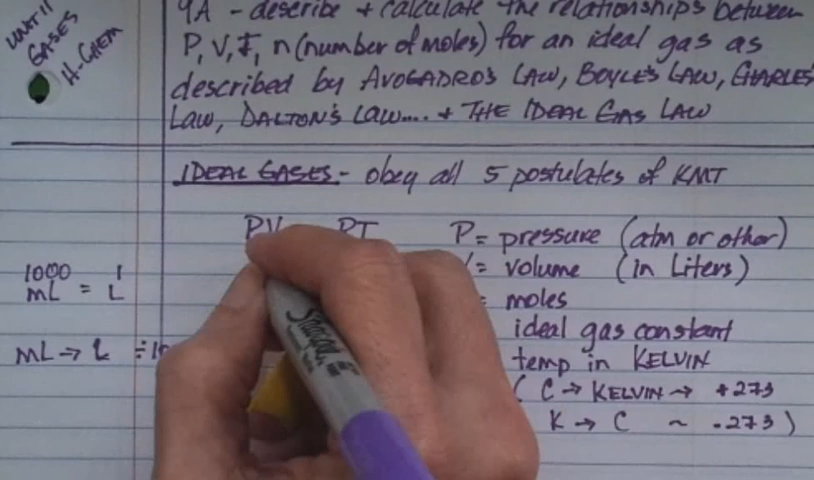 UNIT 11
GASES
H-CHEM
9A - describe + calculate the relationships between
P, V, T, n (number of moles) for an ideal gas as
described by AVOGADRO'S LAW, BOYLE'S LAW, CHARLES'
LAW, DALTON'S LAW.... + THE IDEAL GAS LAW
IDEAL GASES - obey all 5 postulates of KMT
PV PT P = pressure (atm or other)
= volume (in Liters)
1000 mL = 1 L
= moles
ideal gas constant
mL → L ÷
temp in KELVIN
( C → KELVIN → +273
K → C ~ -273 )
Sharpie